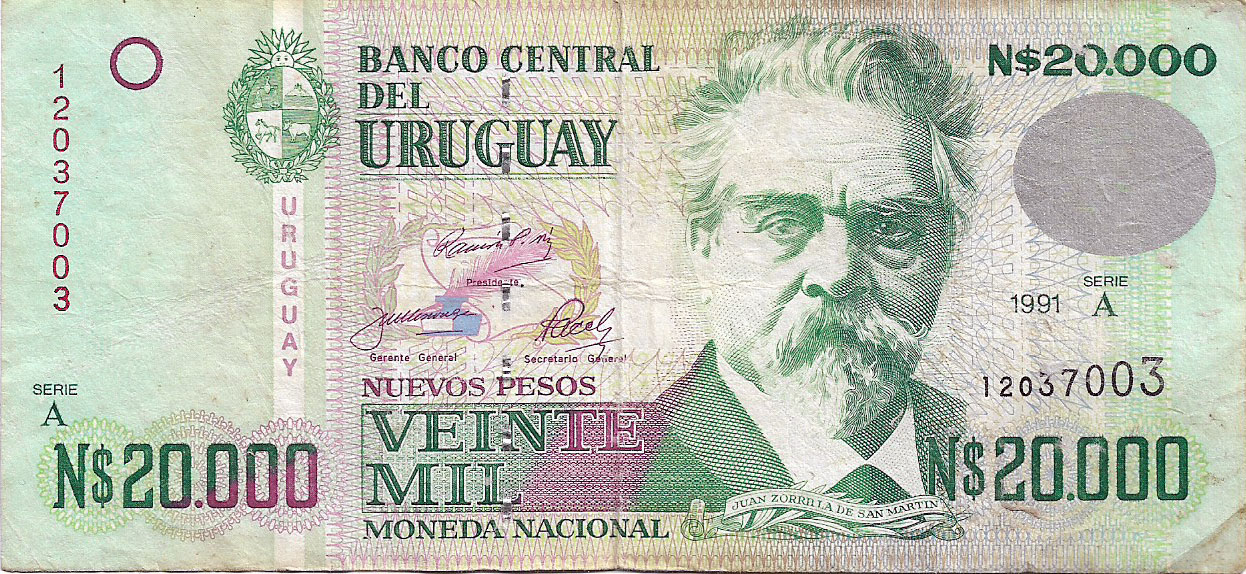 12037003
BANCO CENTRAL
DEL
URUGUAY
N$20.000
URUGUAY
Presidente.
Gerente General
Secretario General
SERIE
1991 A
12037003
SERIE
A
NUEVOS PESOS
VEINTE
MIL
MONEDA NACIONAL
N$20.000
N$20.000
JUAN ZORRILLA DE SAN MARTIN